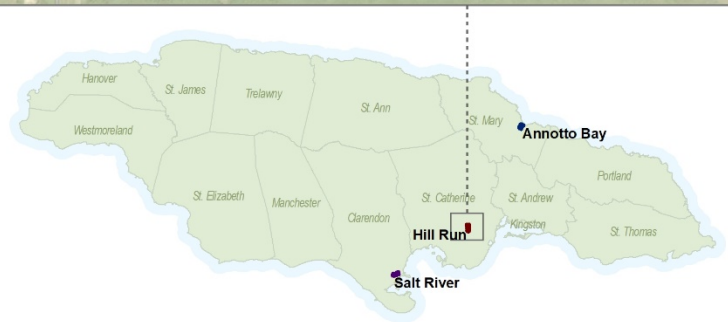 Hanover
St. James
Trelawny
St. Ann
St. Mary
Annotto Bay
Westmoreland
Portland
St. Elizabeth
Manchester
St. Catherine
St. Andrew
Clarendon
Kingston
St. Thomas
Hill Run
Salt River